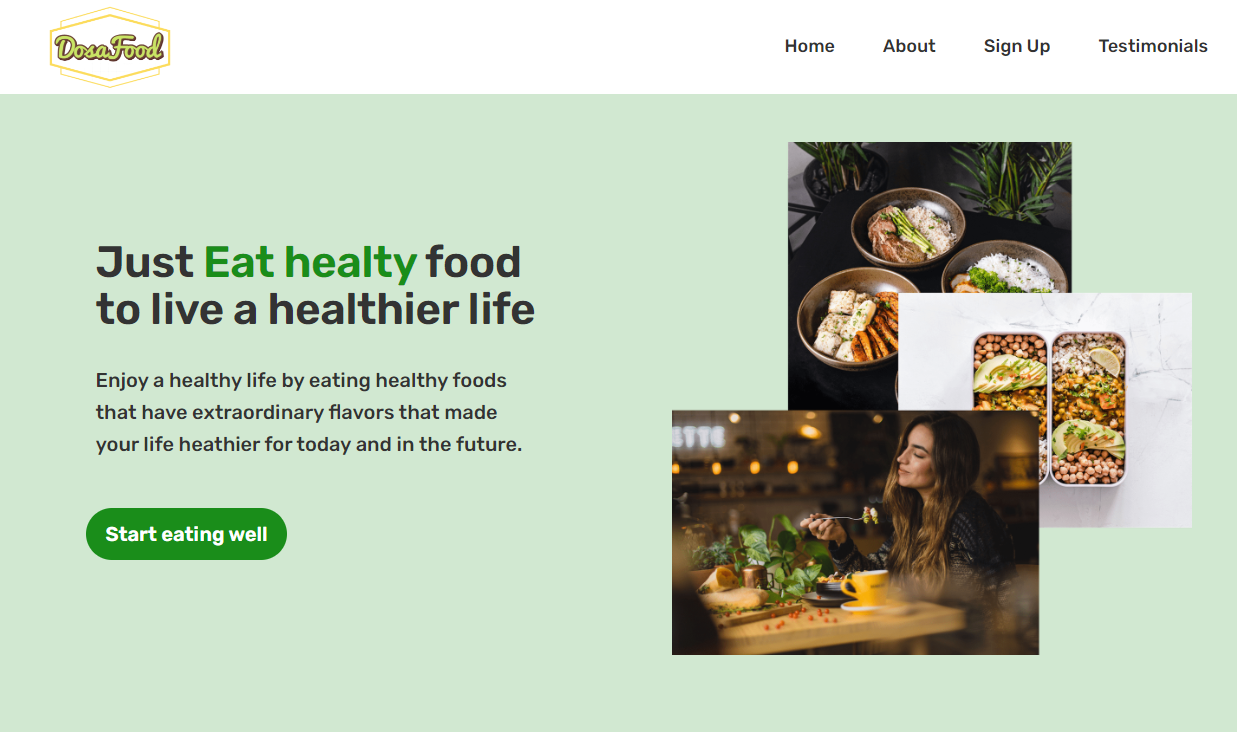 DosaFood
Home About Sign Up Testimonials
Just Eat healty food
to live a healthier life
Enjoy a healthy life by eating healthy foods
that have extraordinary flavors that made
your life heathier for today and in the future.
Start eating well